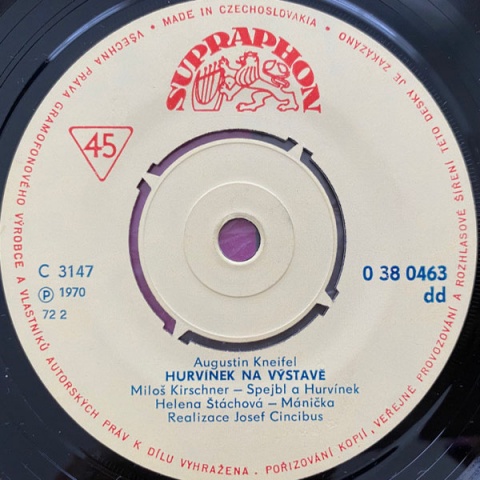 VŠECHNA PRÁVA GRAMOFONOVÉHO VÝROBCE A VLASTNÍKŮ AUTORSKÝCH PRÁV K DÍLU VYHRAŽENA. POŘIZOVÁNÍ KOPIÍ, VEŘEJNÉ PROVOZOVÁNÍ A ROZHLASOVÉ ŠÍŘENÍ TÉTO DESKY JE ZAKÁZÁNO
• MADE IN CZECHOSLOVAKIA •
SUPRAPHON
45
C 3147
℗ 1970
72 2
0 38 0463
dd
Augustin Kneifel
HURVÍNEK NA VÝSTAVĚ
Miloš Kirschner – Spejbl a Hurvínek
Helena Štáchová – Mánička
Realizace Josef Cincibus